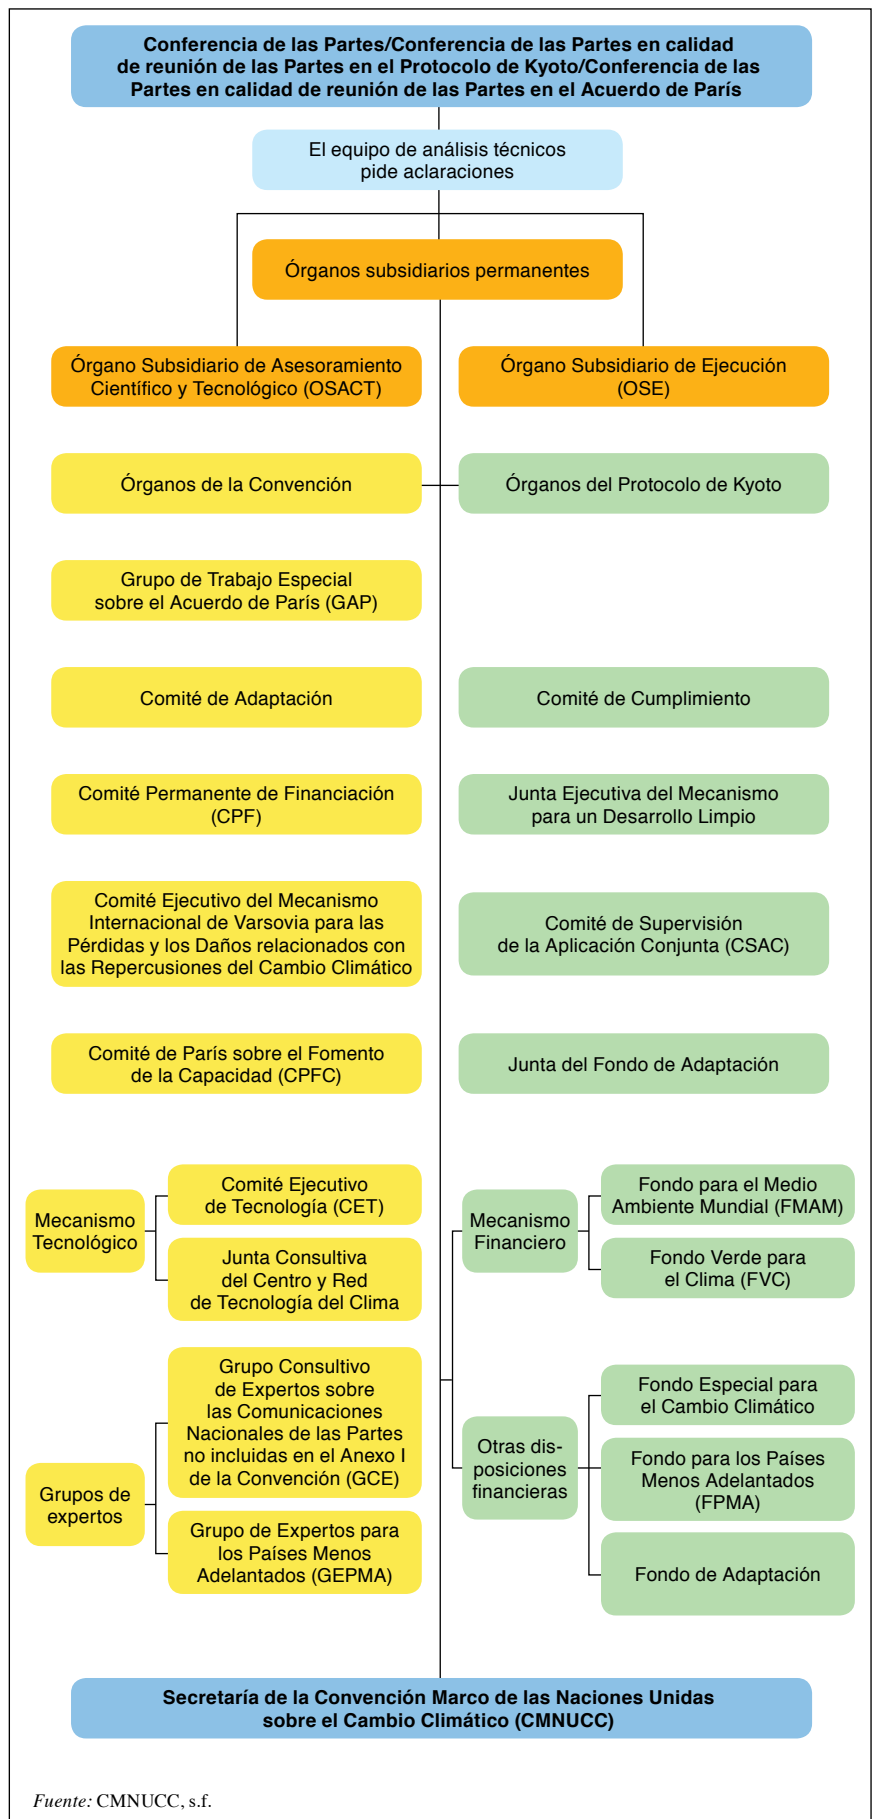 Conferencia de las Partes/Conferencia de las Partes en calidad
de reunión de las Partes en el Protocolo de Kyoto/Conferencia de las
Partes en calidad de reunión de las Partes en el Acuerdo de París
El equipo de análisis técnicos
pide aclaraciones
Órganos subsidiarios permanentes
Órgano Subsidiario de Asesoramiento
Científico y Tecnológico (OSACT)
Órgano Subsidiario de Ejecución
(OSE)
Órganos de la Convención
Órganos del Protocolo de Kyoto
Grupo de Trabajo Especial
sobre el Acuerdo de París (GAP)
Comité de Adaptación
Comité de Cumplimiento
Comité Permanente de Financiación
(CPF)
Junta Ejecutiva del Mecanismo
para un Desarrollo Limpio
Comité Ejecutivo del Mecanismo
Internacional de Varsovia para las
Pérdidas y los Daños relacionados con
las Repercusiones del Cambio Climático
Comité de Supervisión
de la Aplicación Conjunta (CSAC)
Comité de París sobre el Fomento
de la Capacidad (CPFC)
Junta del Fondo de Adaptación
Mecanismo
Tecnológico
Comité Ejecutivo
de Tecnología (CET)
Junta Consultiva
del Centro y Red
de Tecnología del Clima
Mecanismo
Financiero
Fondo para el Medio
Ambiente Mundial (FMAM)
Fondo Verde para
el Clima (FVC)
Grupos de
expertos
Grupo Consultivo
de Expertos sobre
las Comunicaciones
Nacionales de las Partes
no incluidas en el Anexo I
de la Convención (GCE)
Grupo de Expertos para
los Países Menos
Adelantados (GEPMA)
Otras dis-
posiciones
financieras
Fondo Especial para
el Cambio Climático
Fondo para los Países
Menos Adelantados
(FPMA)
Fondo de Adaptación
Secretaría de la Convención Marco de las Naciones Unidas
sobre el Cambio Climático (CMNUCC)
Fuente: CMNUCC, s.f.